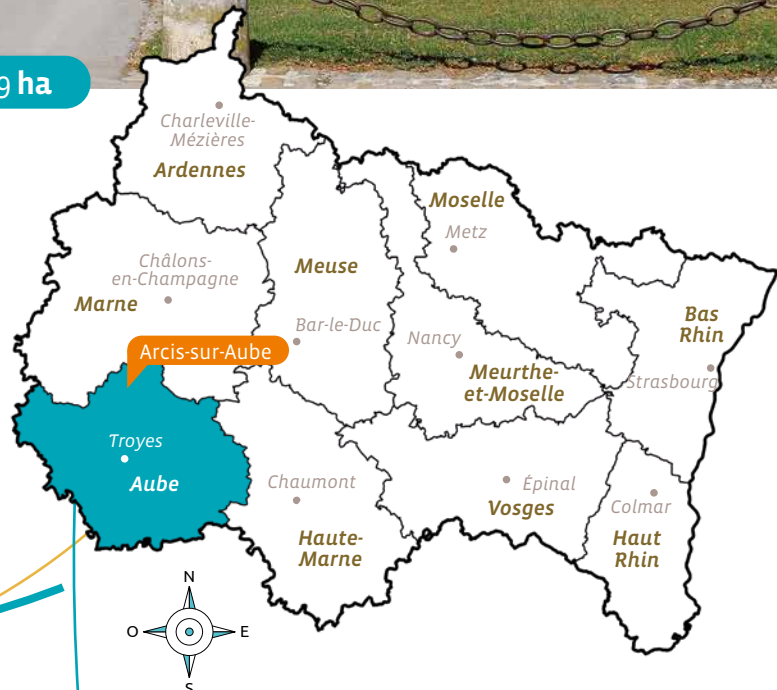 9 ha
Charleville-
Mézières
Ardennes
Moselle
Metz
Châlons-
en-Champagne
Marne
Meuse
Bar-le-Duc
Bas
Rhin
Strasbourg
Nancy
Meurthe-
et-Moselle
Arcis-sur-Aube
Troyes
Aube
Chaumont
Haute-
Marne
Épinal
Vosges
Colmar
Haut
Rhin
N
O
E
S